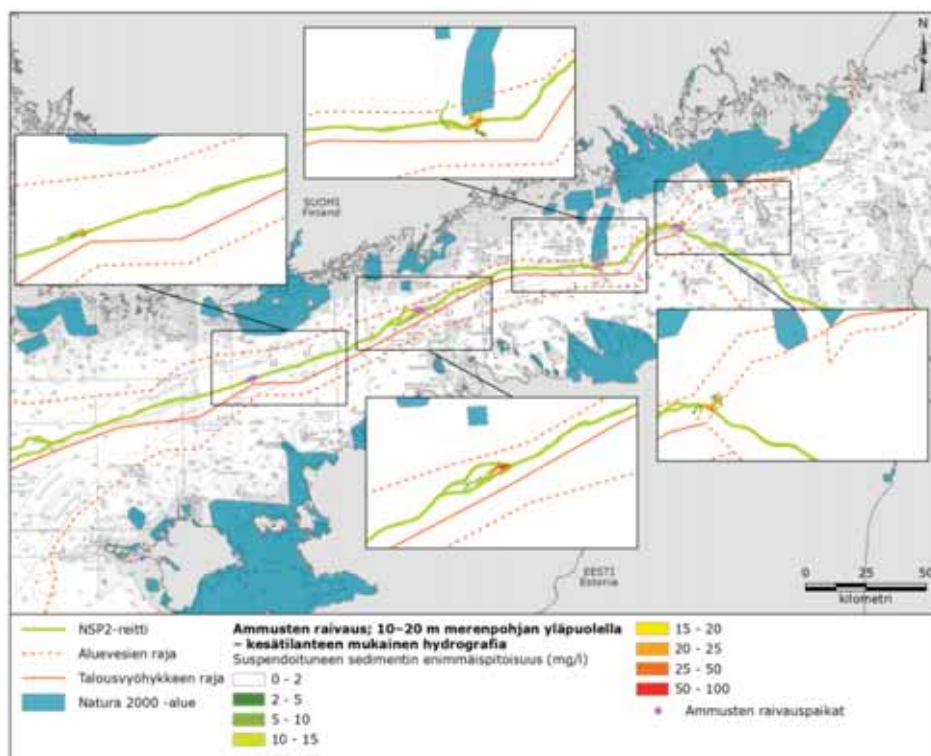 N
SUOMI
Finland
EESTI
Estonia
0 25 50
kilometri
NSP2-reitti
Aluevesien raja
Talousvyöhykkeen raja
Natura 2000 -alue
Ammusten raivaus; 10–20 m merenpohjan yläpuolella
– kesätilanteen mukainen hydrografia
Suspendoituneen sedimentin enimmäispitoisuus (mg/l)
0 - 2
2 - 5
5 - 10
10 - 15
15 - 20
20 - 25
25 - 50
50 - 100
Ammusten raivauspaikat